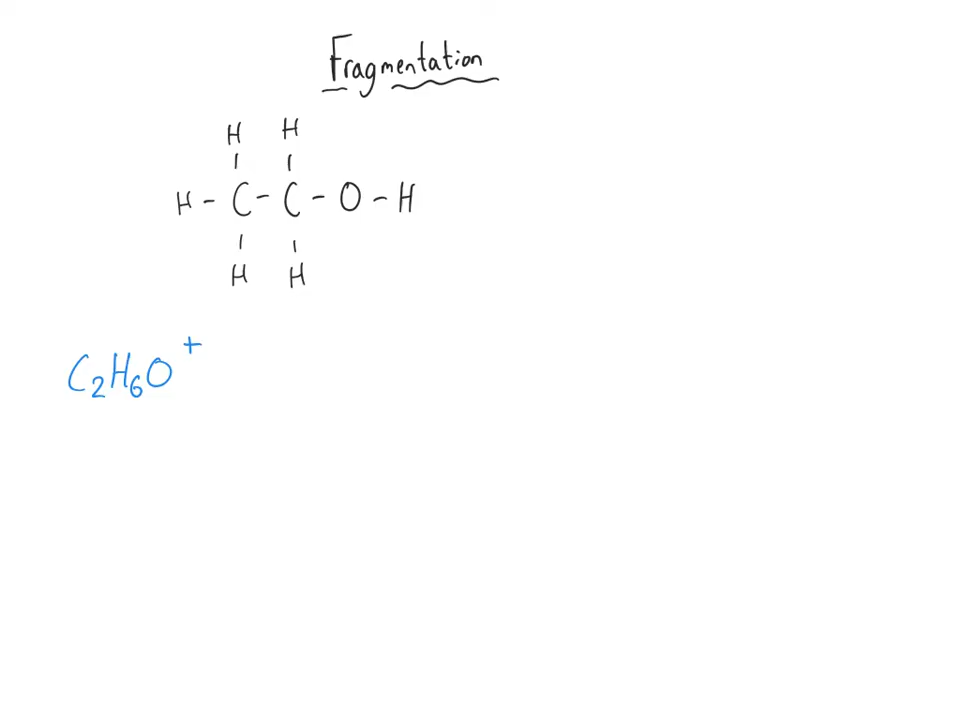 Fragmentation
H H
H - C - C - O - H
H H
C₂H₆O⁺